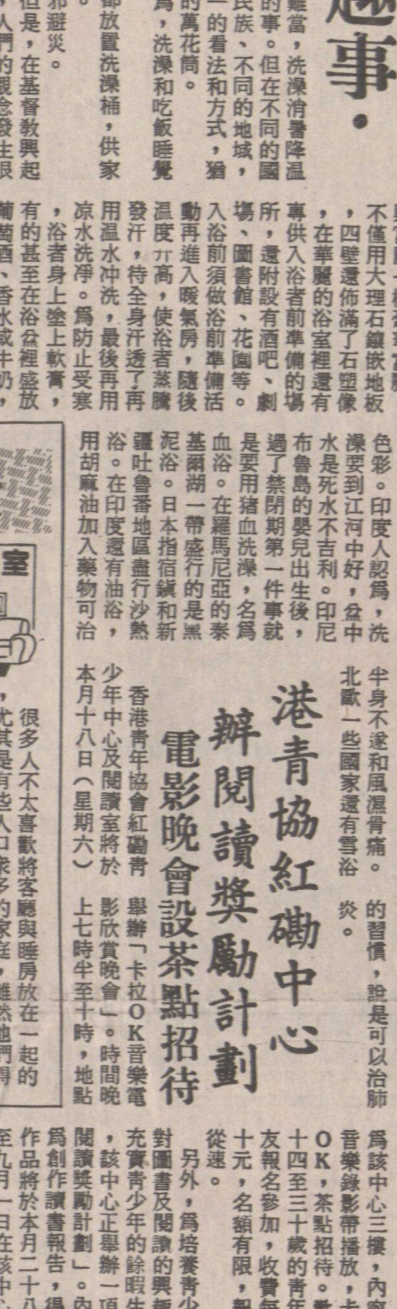 趣事·
難當，洗澡消暑降溫
的事。但在不同的國
民族、不同的地域，
一的看法和方式，猶
的萬花筒。
，洗澡和吃飯睡覺
都放置洗澡桶，供家
。
邪避災。
但是，在基督教興起
，人們的觀念發生很
不僅用大理石鑲嵌地板
，四壁還佈滿了石塑像
，在華麗的浴室裡還有
專供入浴者前準備的場
所，還附設有酒吧、劇
場、圖書館、花園等。
入浴前須做浴前準備活
動再進入暖氣房，隨後
溫度升高，使浴者蒸騰
發汗，待全身汗透了再
用溫水冲洗，最後再用
凉水洗净。爲防止受寒
，浴者身上塗上軟膏，
有的甚至在浴盆裡盛放
葡萄酒、香水或牛奶，
色彩。印度人認爲，洗
澡要到江河中好，盆中
水是死水不吉利。印尼
布魯島的嬰兒出生後，
過了禁閉期第一件事就
是要用猪血洗澡，名爲
血浴。在羅馬尼亞的泰
基爾湖一帶盛行的是黑
泥浴。日本指宿鎮和新
疆吐魯番地區盡行沙熱
浴。在印度還有油浴，
用胡麻油加入藥物可治
半身不遂和風濕骨痛。
北歐一些國家還有雪浴
的習慣，說是可以治肺
炎。
港青協紅磡中心
辦閱讀獎勵計劃
電影晚會設茶點招待
香港青年協會紅磡青
少年中心及閱讀室將於
本月十八日（星期六）
舉辦「卡拉OK音樂電
影欣賞晚會」。時間晚
上七時半至十時，地點
爲該中心三樓，內容
音樂錄影帶播放，
OK，茶點招待。
十四至三十歲的青年
友報名參加，收費每
十元，名額有限，報
從速。
另外，爲培養青少
對圖書及閱讀的興趣
充實青少年的餘暇生
，該中心正舉辦一項
閱讀獎勵計劃」。內
爲創作讀書報告，得
作品將於本月二十八
至九月一日在該中心
室
很多人不太喜歡將客廳與睡房放在一起的
，尤其是有些人口衆多的家庭，雖然他們得